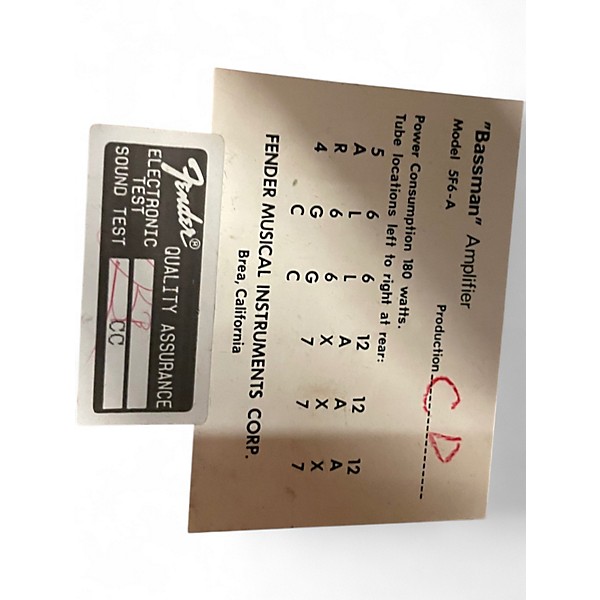 "Bassman" Amplifier
Model 5F6-A
Production C D
Power Consumption 180 watts.
Tube locations left to right at rear:
5 6 6 12 12 12
A L L A A A
R 6 6 X X X
4 G G 7 7 7
C C
FENDER MUSICAL INSTRUMENTS CORP.
Brea, California
Fender® QUALITY ASSURANCE
ELECTRONIC
TEST
SOUND TEST CC